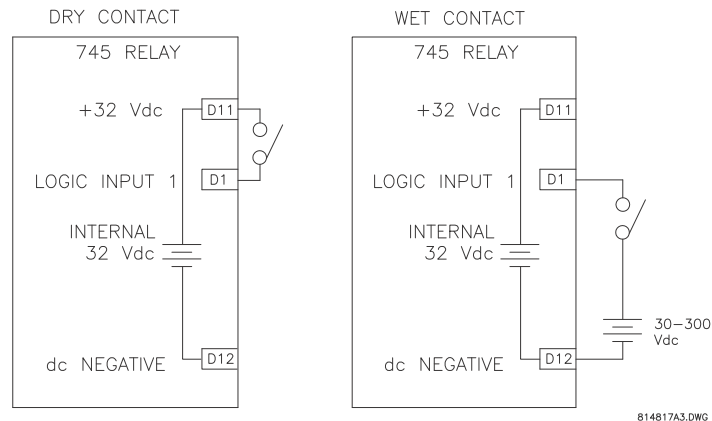 DRY CONTACT
745 RELAY
+32 Vdc
D11
LOGIC INPUT 1
D1
INTERNAL
32 Vdc
dc NEGATIVE
D12
WET CONTACT
745 RELAY
+32 Vdc
D11
LOGIC INPUT 1
D1
INTERNAL
32 Vdc
30-300
Vdc
dc NEGATIVE
D12
814817A3.DWG